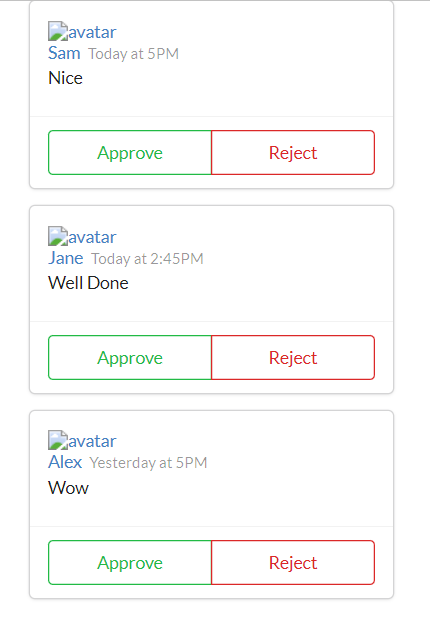 avatar
Sam Today at 5PM
Nice
Approve Reject
avatar
Jane Today at 2:45PM
Well Done
Approve Reject
avatar
Alex Yesterday at 5PM
Wow
Approve Reject